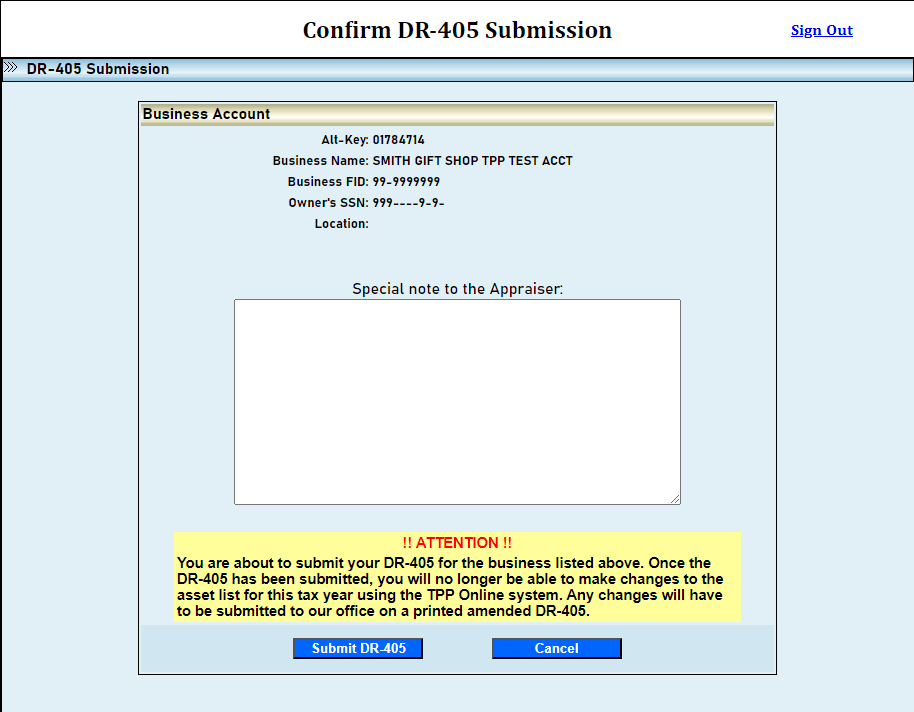 Confirm DR-405 Submission
Sign Out
DR-405 Submission
Business Account
Alt-Key: 01784714
Business Name: SMITH GIFT SHOP TPP TEST ACCT
Business FID: 99-9999999
Owner's SSN: 999----9-9-
Location:
Special note to the Appraiser:
!! ATTENTION !!
You are about to submit your DR-405 for the business listed above. Once the
DR-405 has been submitted, you will no longer be able to make changes to the
asset list for this tax year using the TPP Online system. Any changes will have
to be submitted to our office on a printed amended DR-405.
Submit DR-405
Cancel